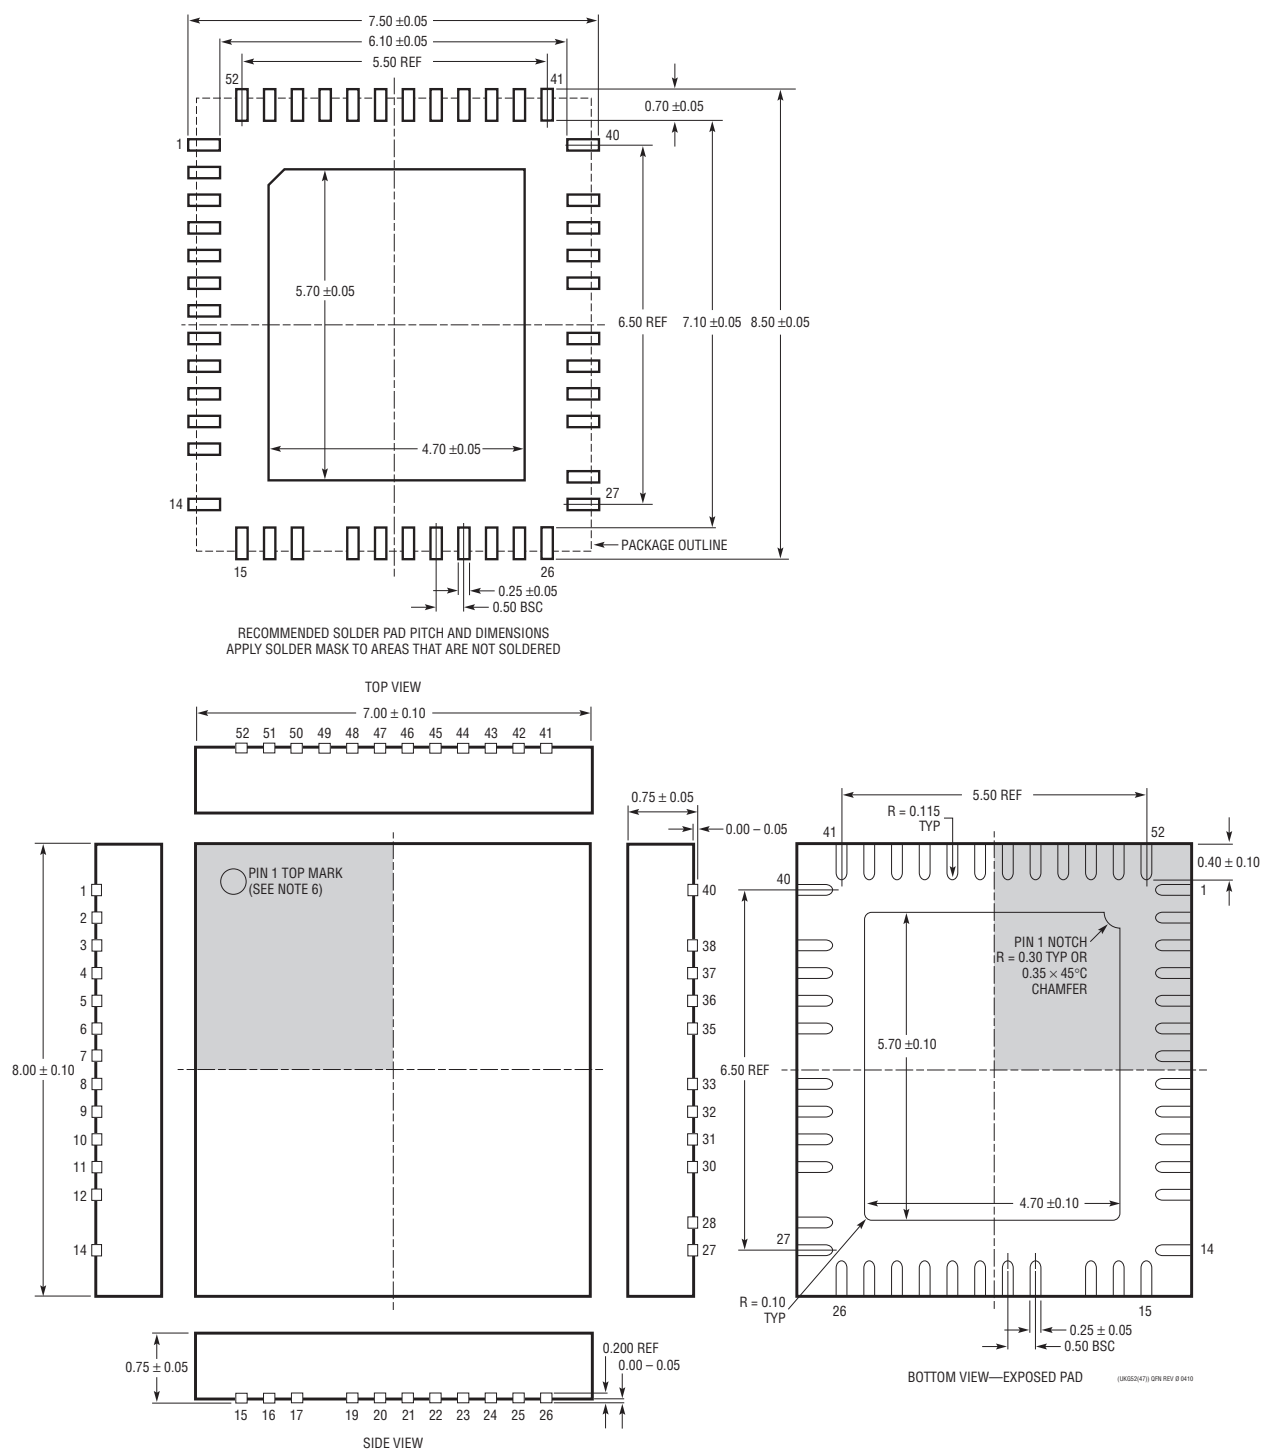 7.50 ±0.05
6.10 ±0.05
5.50 REF
52
41
0.70 ±0.05
1
40
5.70 ±0.05
6.50 REF
7.10 ±0.05
8.50 ±0.05
4.70 ±0.05
14
27
PACKAGE OUTLINE
15
26
0.25 ±0.05
0.50 BSC
RECOMMENDED SOLDER PAD PITCH AND DIMENSIONS
APPLY SOLDER MASK TO AREAS THAT ARE NOT SOLDERED
TOP VIEW
7.00 ± 0.10
52 51 50 49 48 47 46 45 44 43 42 41
8.00 ± 0.10
1
2
3
4
5
6
7
8
9
10
11
12
14
PIN 1 TOP MARK
(SEE NOTE 6)
0.75 ± 0.05
0.00 – 0.05
40
38
37
36
35
33
32
31
30
28
27
0.75 ± 0.05
0.200 REF
0.00 – 0.05
15 16 17 19 20 21 22 23 24 25 26
SIDE VIEW
5.50 REF
R = 0.115
TYP
41
52
0.40 ± 0.10
40
1
PIN 1 NOTCH
R = 0.30 TYP OR
0.35 × 45°C
CHAMFER
5.70 ±0.10
6.50 REF
4.70 ±0.10
27
14
R = 0.10
TYP
26
15
0.25 ± 0.05
0.50 BSC
BOTTOM VIEW—EXPOSED PAD
(UKG52(47)) QFN REV Ø 0410